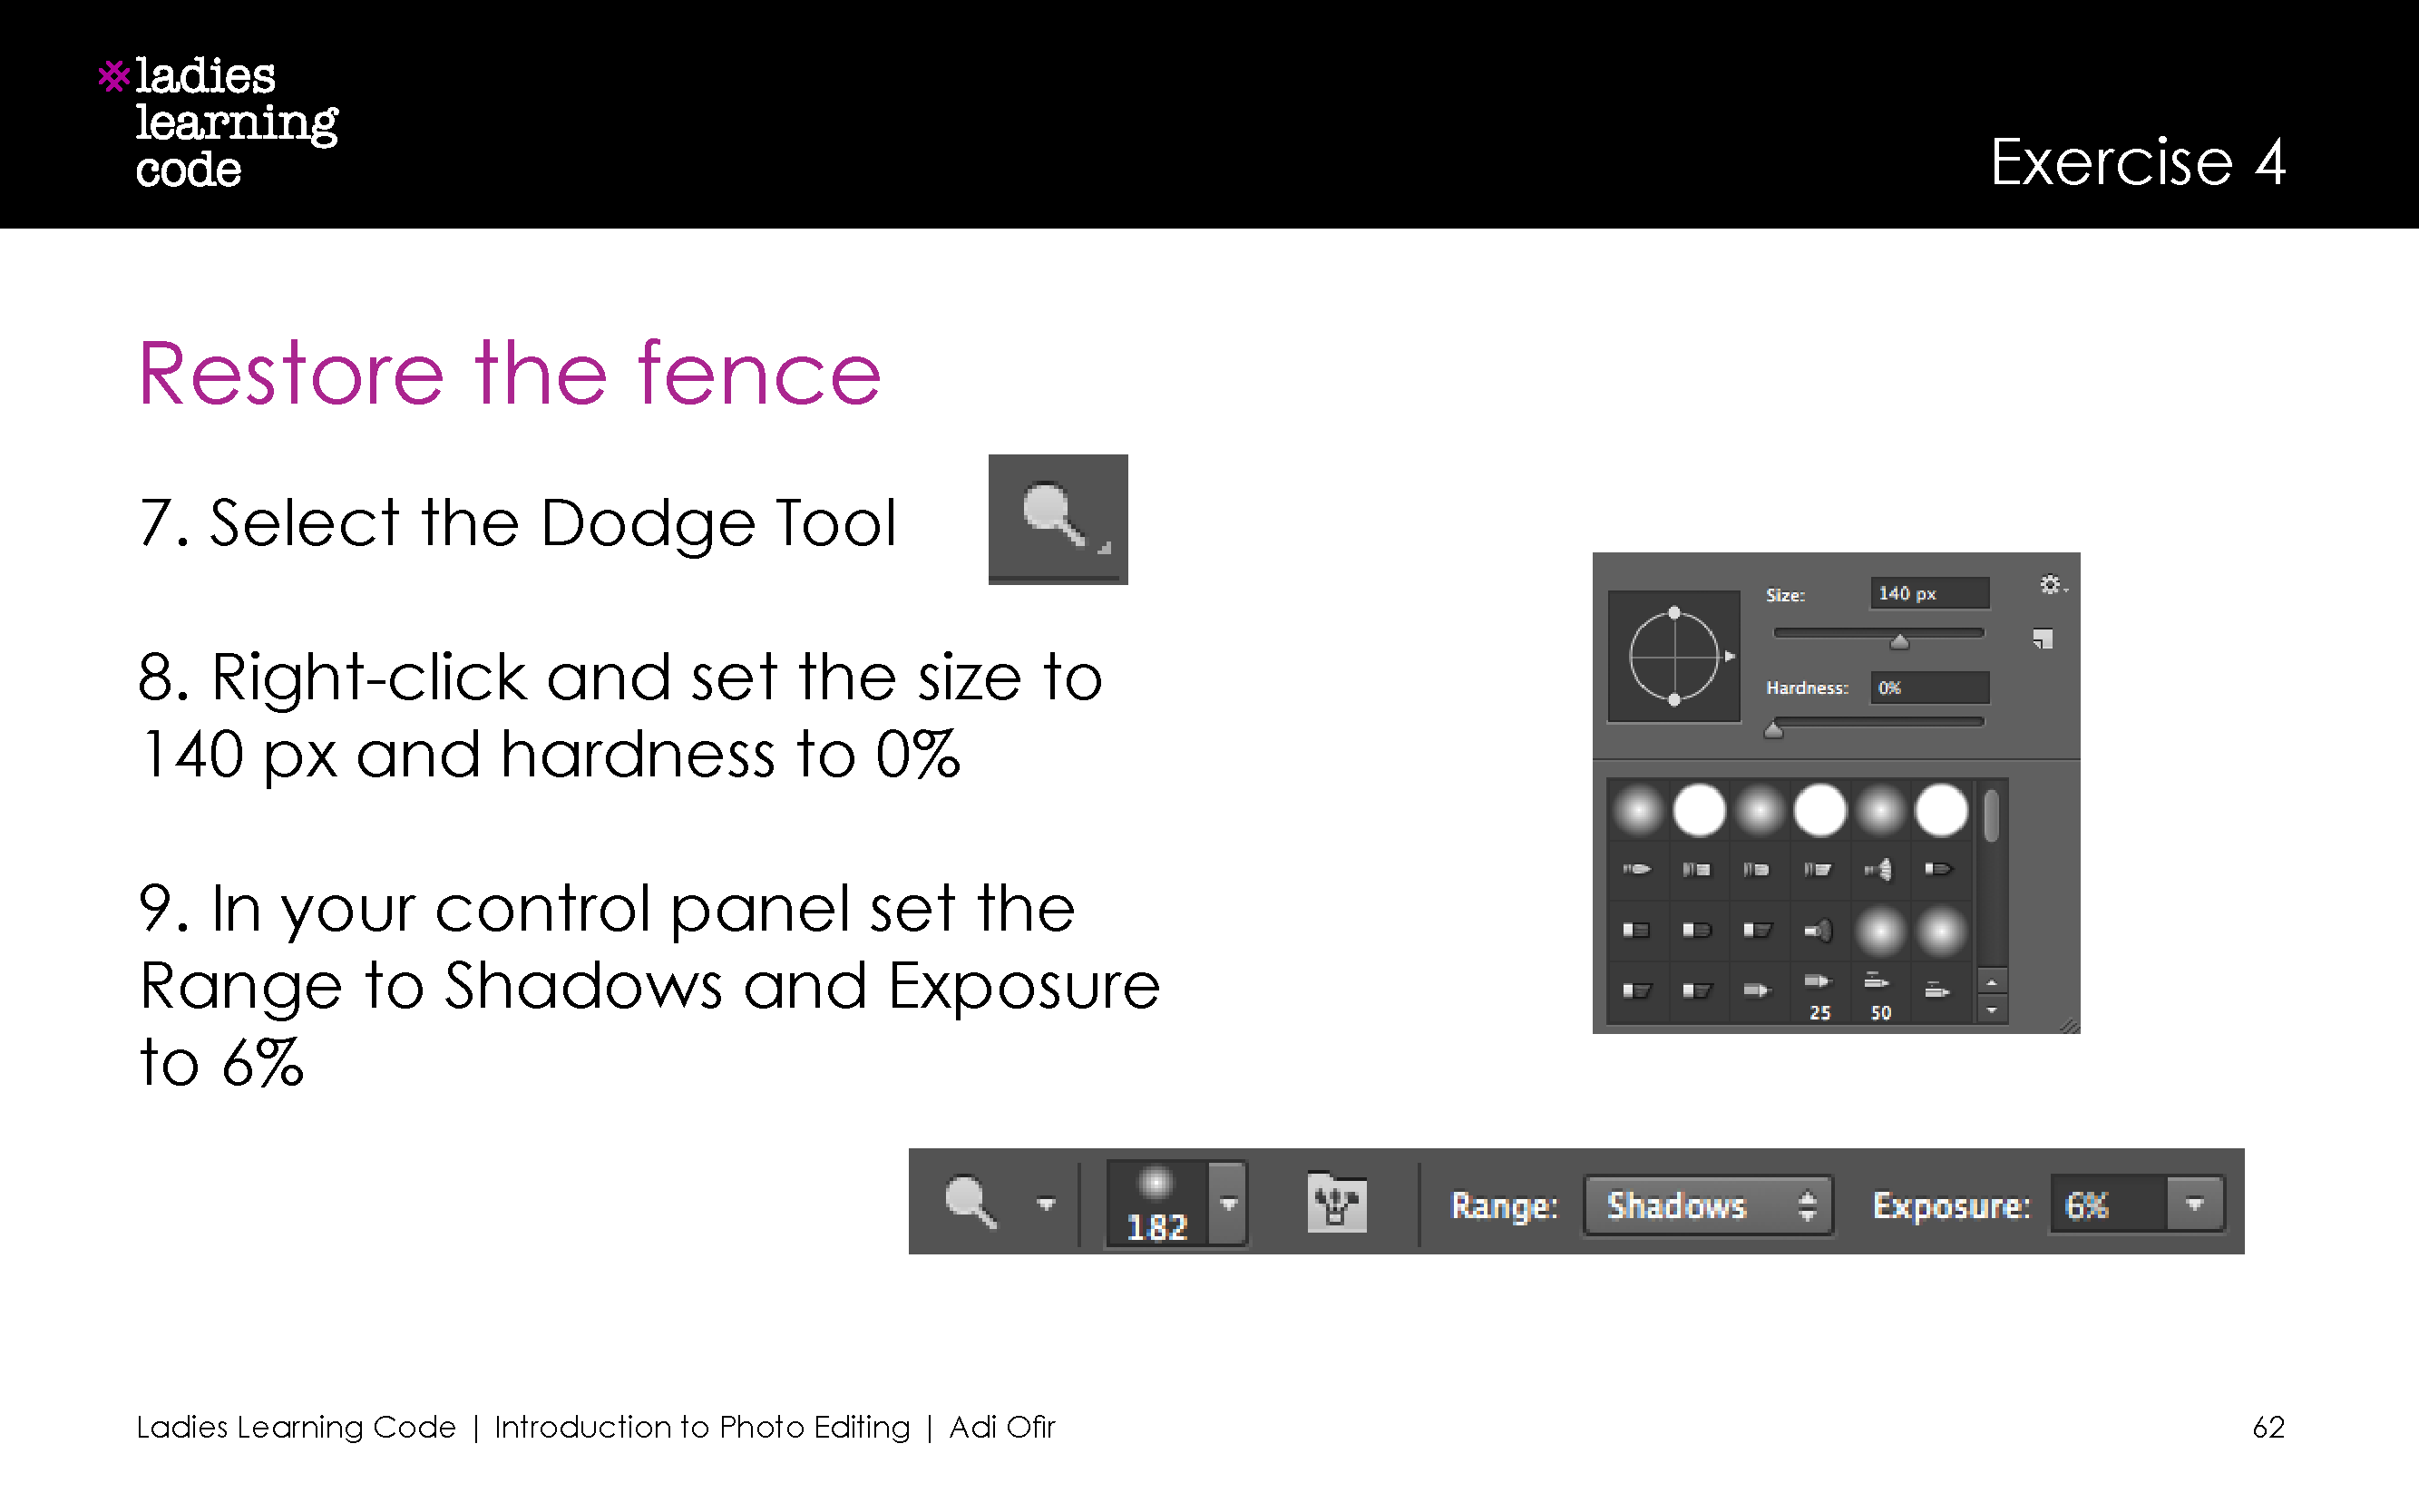 ladies
learning
code
Exercise 4
Restore the fence
7. Select the Dodge Tool
8. Right-click and set the size to
140 px and hardness to 0%
9. In your control panel set the
Range to Shadows and Exposure
to 6%
Size: 140 px
Hardness: 0%
25 50
182 Range: Shadows Exposure: 6%
Ladies Learning Code | Introduction to Photo Editing | Adi Ofir 62